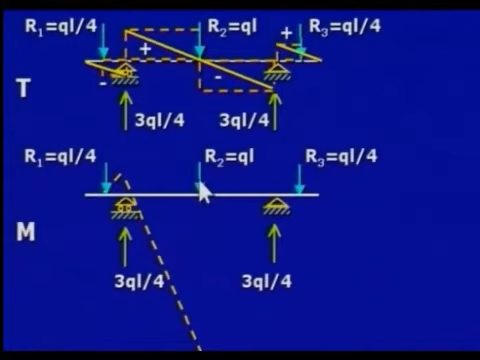 R1=ql/4 R2=ql R3=ql/4
+ +
T
- -
3ql/4 3ql/4
R1=ql/4 R2=ql R3=ql/4
M
3ql/4 3ql/4